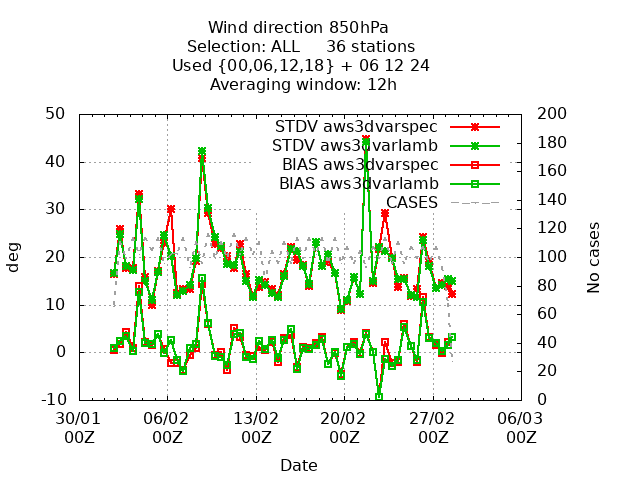 Wind direction 850hPa
Selection: ALL 36 stations
Used {00,06,12,18} + 06 12 24
Averaging window: 12h
50 200
STDV aws3dvarspec
180
STDV aws3dvarlamb
40 BIAS aws3dvarspec 160
BIAS aws3dvarlamb
30 CASES 140
120
deg 20 100 No cases
80
10 60
40
0 20
-10 0
30/01 06/02 13/02 20/02 27/02 06/03
00Z 00Z 00Z 00Z 00Z 00Z
Date